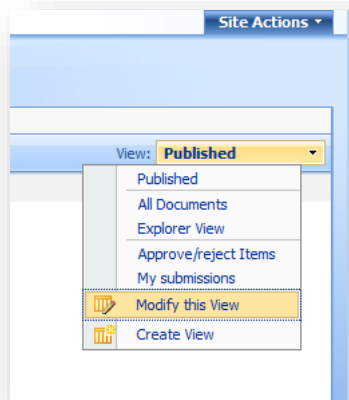 Site Actions
View: Published
Published
All Documents
Explorer View
Approve/reject Items
My submissions
Modify this View
Create View